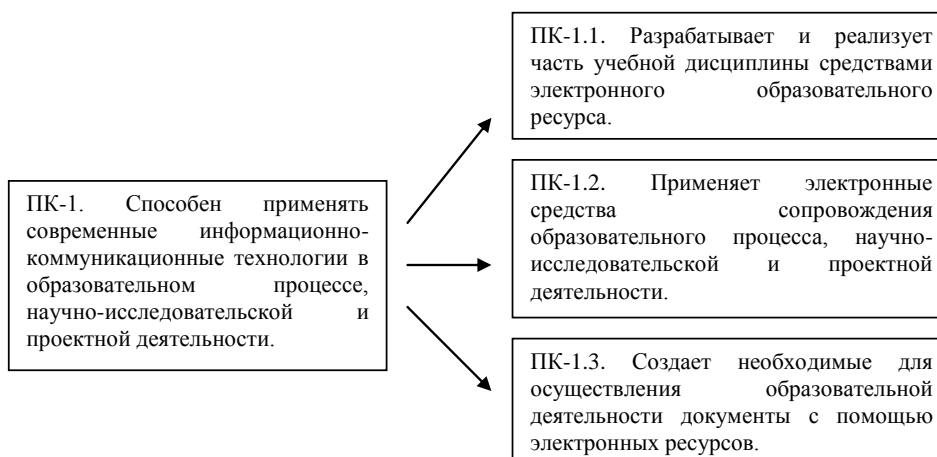 ПК-1. Способен применять
современные информационно-
коммуникационные технологии в
образовательном процессе,
научно-исследовательской и
проектной деятельности.
ПК-1.1. Разрабатывает и реализует
часть учебной дисциплины средствами
электронного образовательного
ресурса.
ПК-1.2. Применяет электронные
средства сопровождения
образовательного процесса, научно-
исследовательской и проектной
деятельности.
ПК-1.3. Создает необходимые для
осуществления образовательной
деятельности документы с помощью
электронных ресурсов.